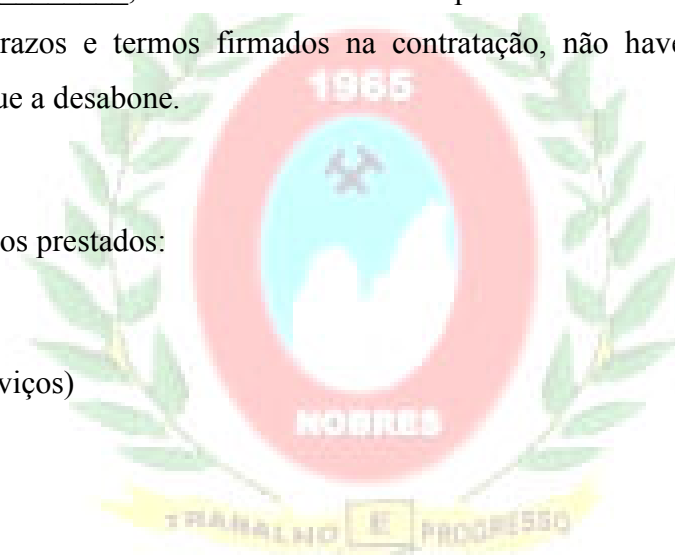 razos e termos firmados na contratação, não hav
ue a desabone.
1965
os prestados:
viços)
NOBRES
TRABALHO E PROGRESSO